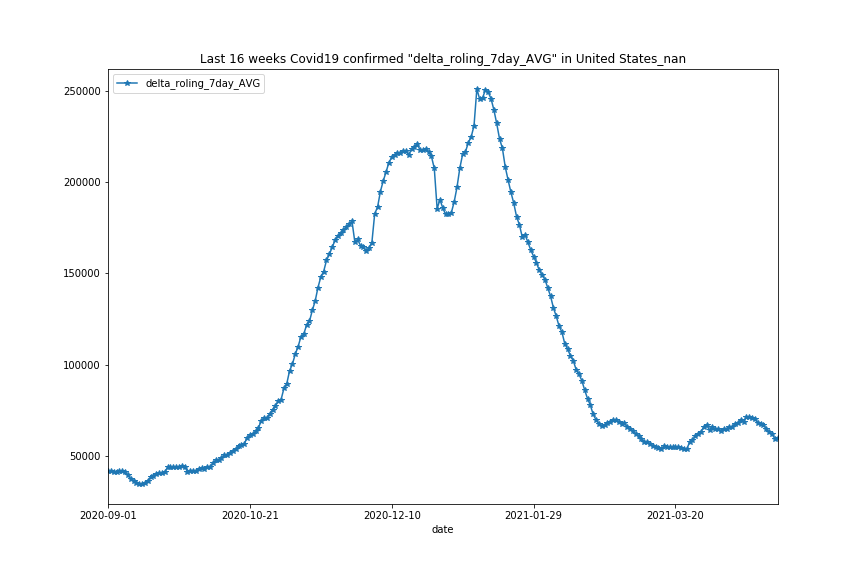 Last 16 weeks Covid19 confirmed "delta_roling_7day_AVG" in United States_nan
delta_roling_7day_AVG
250000
200000
150000
100000
50000
2020-09-01 2020-10-21 2020-12-10 2021-01-29 2021-03-20
date